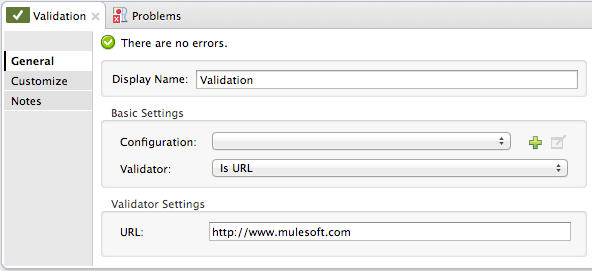 Validation
Problems
General
Customize
Notes
There are no errors.
Display Name: Validation
Basic Settings
Configuration:
Validator: Is URL
Validator Settings
URL: http://www.mulesoft.com